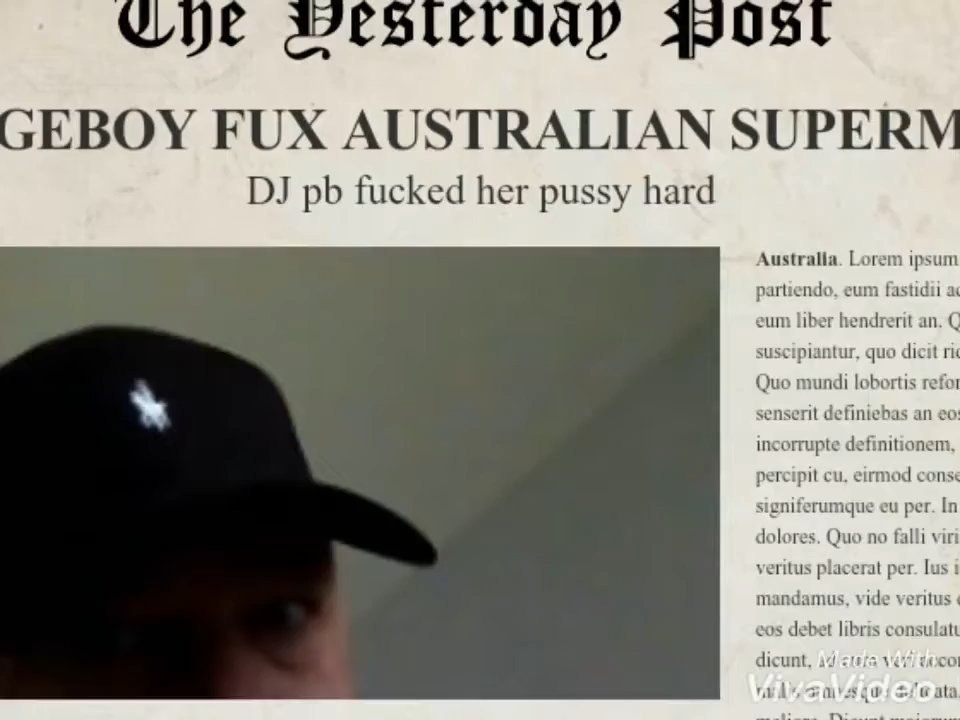 The Yesterday Post
GEBOY FUX AUSTRALIAN SUPERM
DJ pb fucked her pussy hard
Australia. Lorem ipsum
partiendo, eum fastidii
eum liber hendrerit an. Q
suscipiantur, quo dicit
Quo mundi lobortis
senserit definiebas an eos
incorrupte definitionem,
percipit cu, eirmod
signiferumque eu per. In
dolores. Quo no falli
veritus placerat per. Ius
mandamus, vide veritus
eos debet libris
dicunt,
Made With
VivaVideo